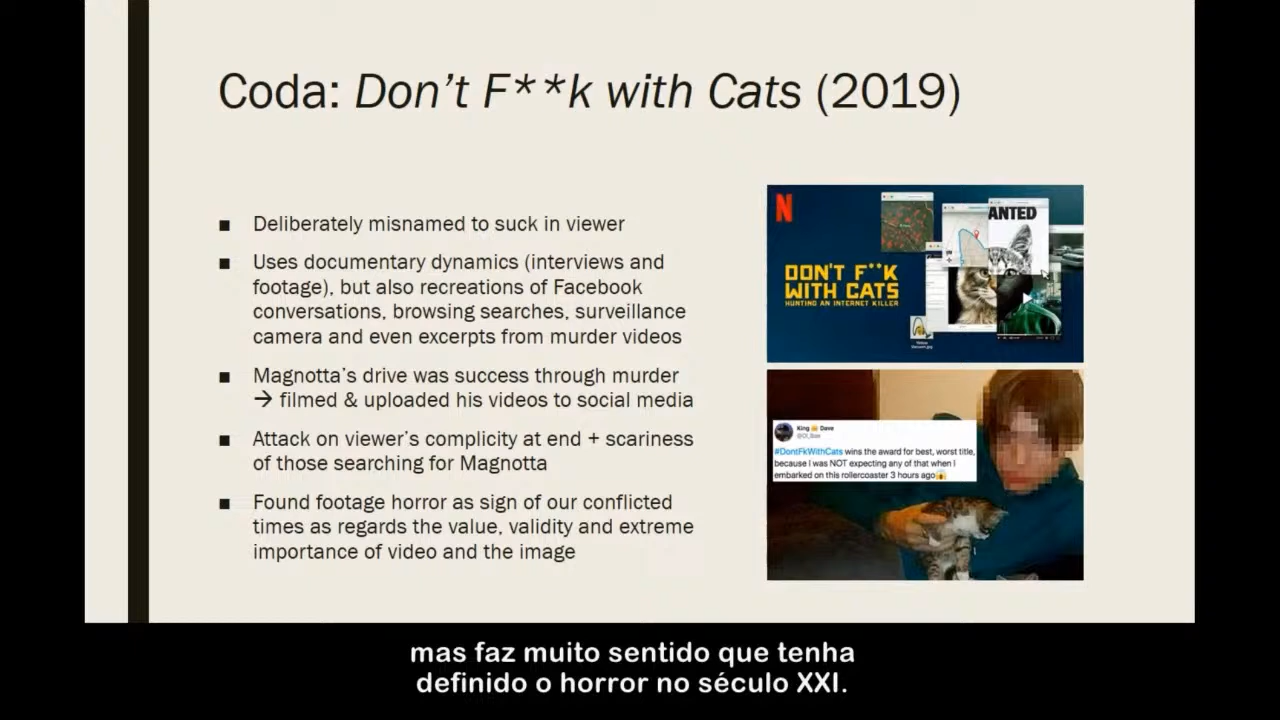 Coda: Don't F**k with Cats (2019)
■ Deliberately misnamed to suck in viewer
■ Uses documentary dynamics (interviews and
footage), but also recreations of Facebook
conversations, browsing searches, surveillance
camera and even excerpts from murder videos
■ Magnotta's drive was success through murder
→ filmed & uploaded his videos to social media
■ Attack on viewer's complicity at end + scariness
of those searching for Magnotta
■ Found footage horror as sign of our conflicted
times as regards the value, validity and extreme
importance of video and the image
N
ANTED
DON'T F**K
WITH CATS
HUNTING AN INTERNET KILLER
King 👑 Dave
#DontFkWithCats wins the award for best, worst title,
because I was NOT expecting any of that when I
embarked on this rollercoaster 3 hours ago😱
mas faz muito sentido que tenha
definido o horror no século XXI.